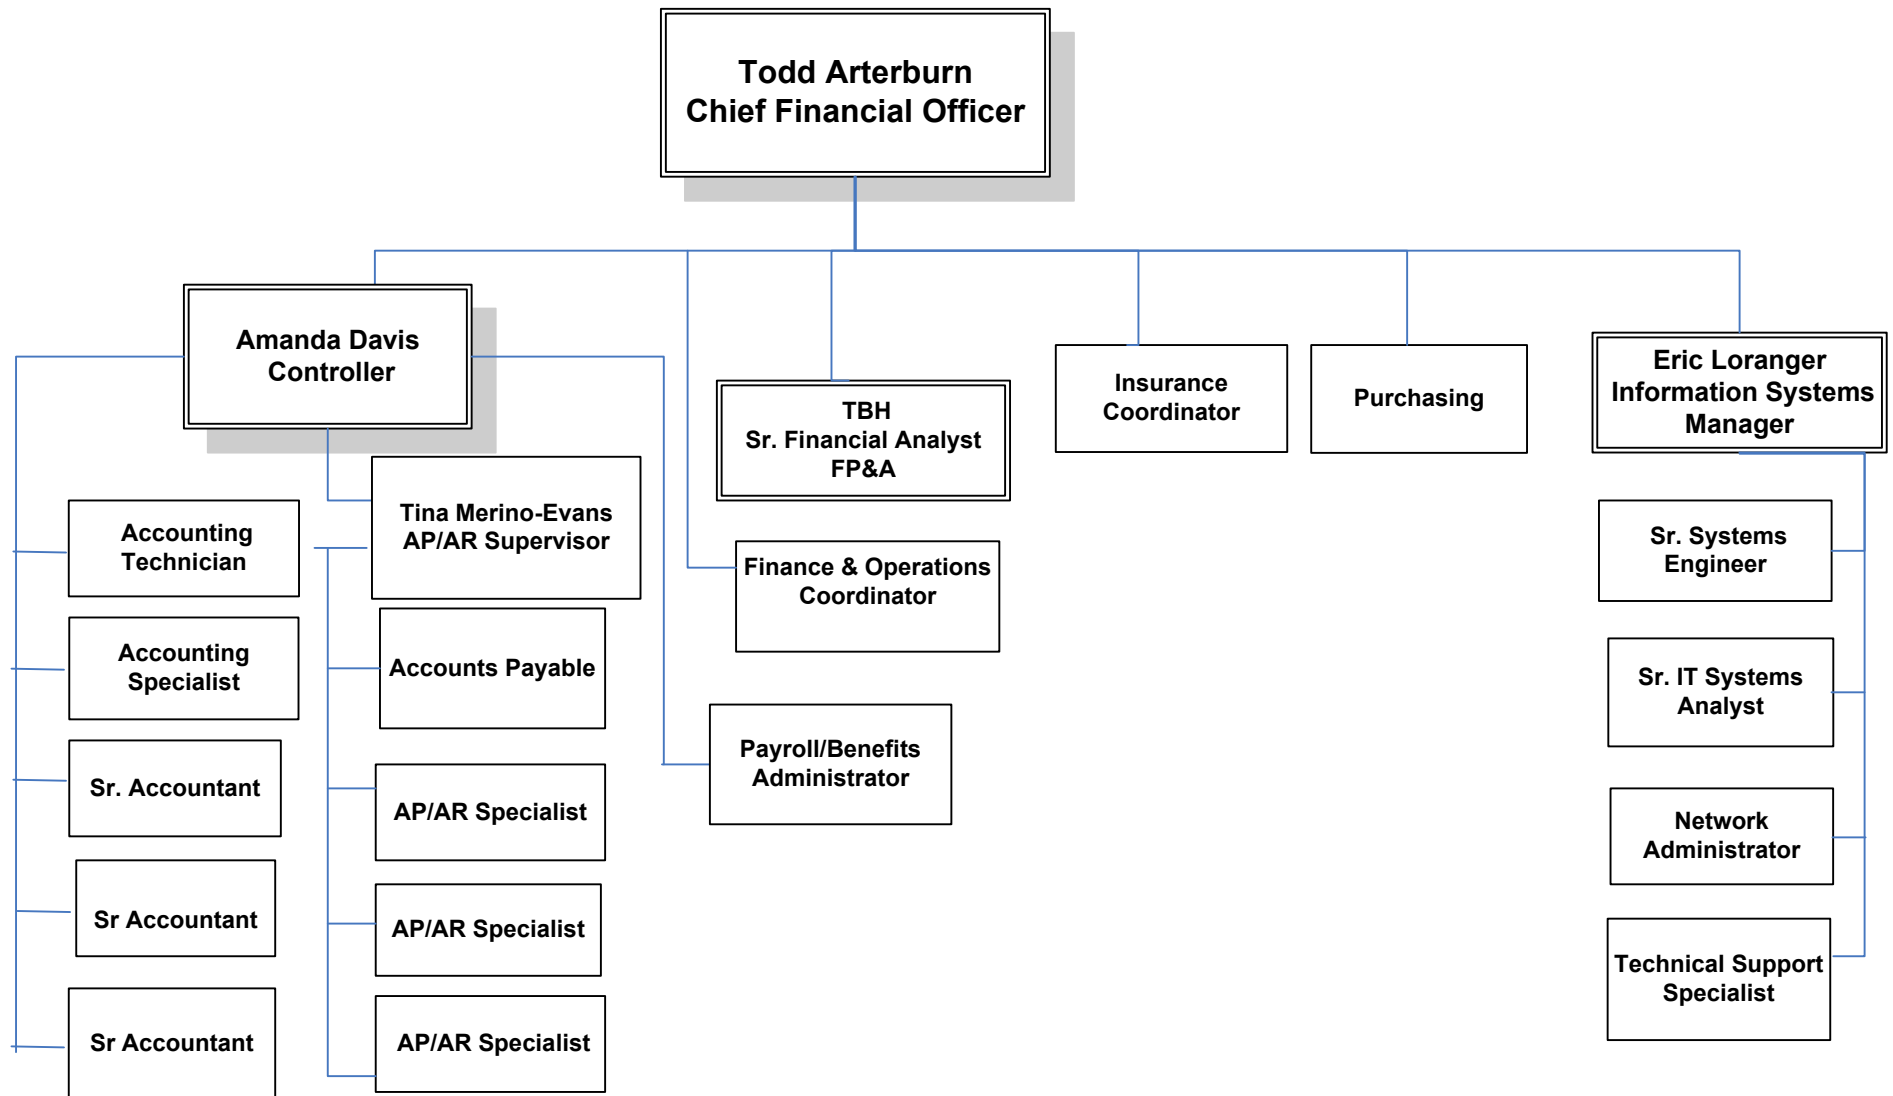 Todd Arterburn
Chief Financial Officer
Amanda Davis
Controller
TBH
Sr. Financial Analyst
FP&A
Insurance
Coordinator
Purchasing
Eric Loranger
Information Systems
Manager
Accounting
Technician
Accounting
Specialist
Sr. Accountant
Sr Accountant
Sr Accountant
Tina Merino-Evans
AP/AR Supervisor
Accounts Payable
AP/AR Specialist
AP/AR Specialist
AP/AR Specialist
Finance & Operations
Coordinator
Payroll/Benefits
Administrator
Sr. Systems
Engineer
Sr. IT Systems
Analyst
Network
Administrator
Technical Support
Specialist